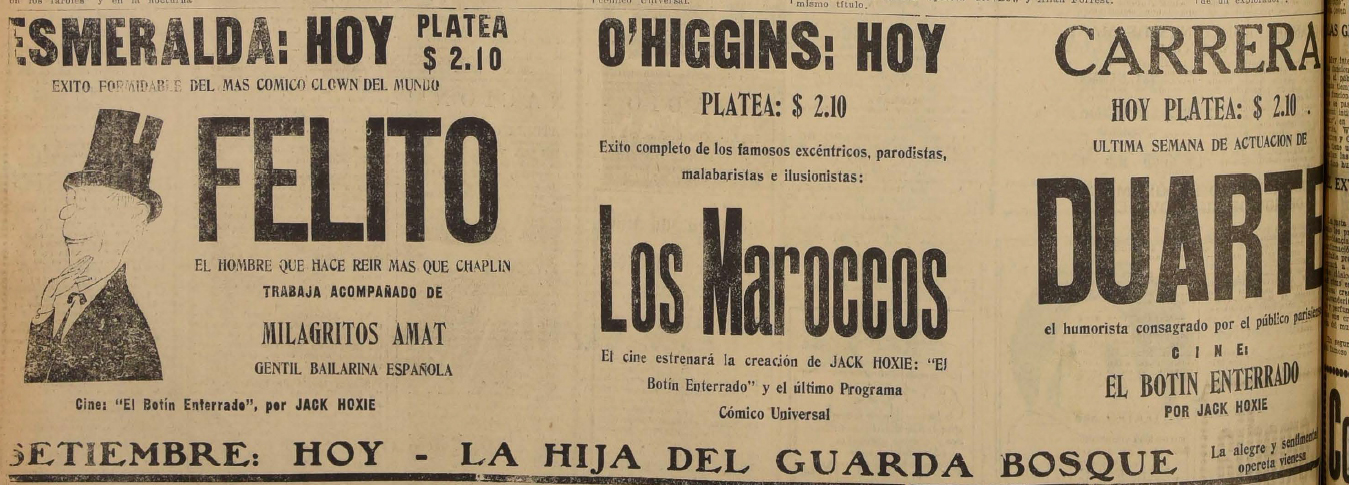 ESMERALDA: HOY PLATEA $ 2.10
EXITO FORMIDABLE DEL MAS COMICO CLOWN DEL MUNDO
FELITO
EL HOMBRE QUE HACE REIR MAS QUE CHAPLIN
TRABAJA ACOMPAÑADO DE
MILAGRITOS AMAT
GENTIL BAILARINA ESPAÑOLA
Cine: "El Botín Enterrado", por JACK HOXIE
O'HIGGINS: HOY
PLATEA: $ 2.10
Exito completo de los famosos excéntricos, parodistas,
malabaristas e ilusionistas:
Los Maroccos
El cine estrenará la creación de JACK HOXIE: "El
Botín Enterrado" y el último Programa
Cómico Universal
CARRERA
HOY PLATEA: $ 2.10 .
ULTIMA SEMANA DE ACTUACION DE
DUARTE
el humorista consagrado por el público
CINE:
EL BOTIN ENTERRADO
POR JACK HOXIE
SETIEMBRE: HOY - LA HIJA DEL GUARDA BOSQUE
La alegre y
opereta vienesa